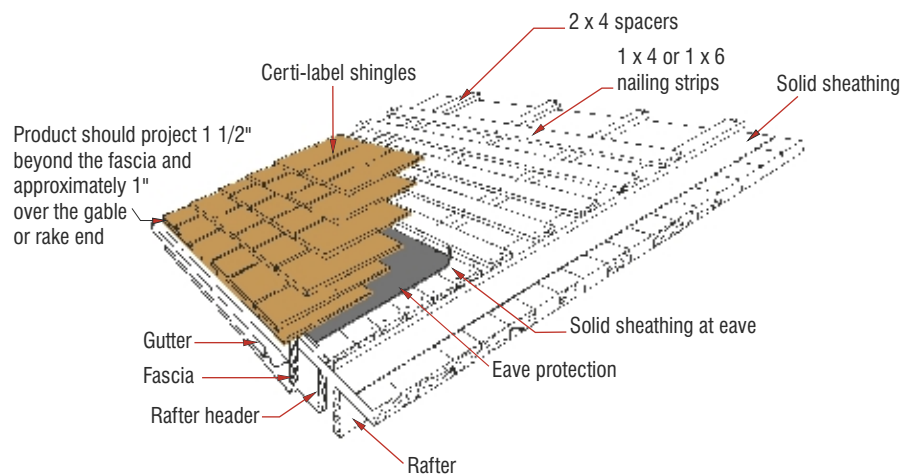 2 x 4 spacers
1 x 4 or 1 x 6
nailing strips
Certi-label shingles
Solid sheathing
Product should project 1 1/2"
beyond the fascia and
approximately 1"
over the gable
or rake end
Solid sheathing at eave
Gutter
Eave protection
Fascia
Rafter header
Rafter